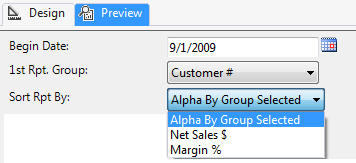 Design Preview
Begin Date: 9/1/2009
1st Rpt. Group: Customer #
Sort Rpt By: Alpha By Group Selected
Alpha By Group Selected
Net Sales $
Margin %